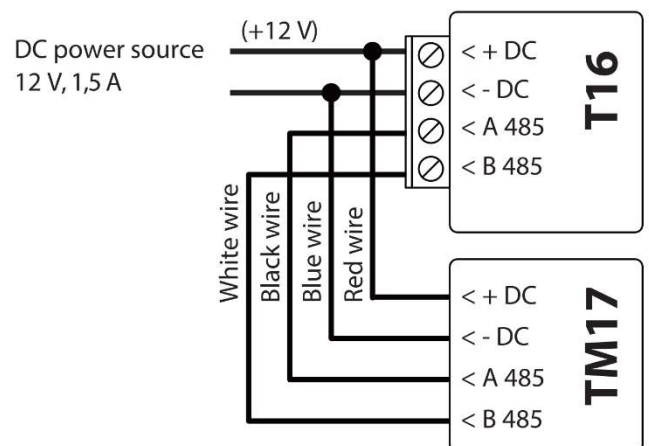 (+12 V)
DC power source
12 V, 1,5 A
< + DC
< - DC
< A 485
< B 485
T16
White wire
Black wire
Blue wire
Red wire
< + DC
< - DC
< A 485
< B 485
TM17